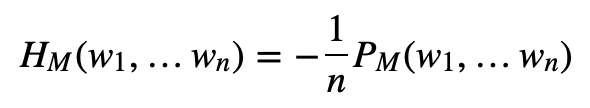 H_M(w_1, … w_n) = −\frac{1}{n} P_M(w_1, … w_n)